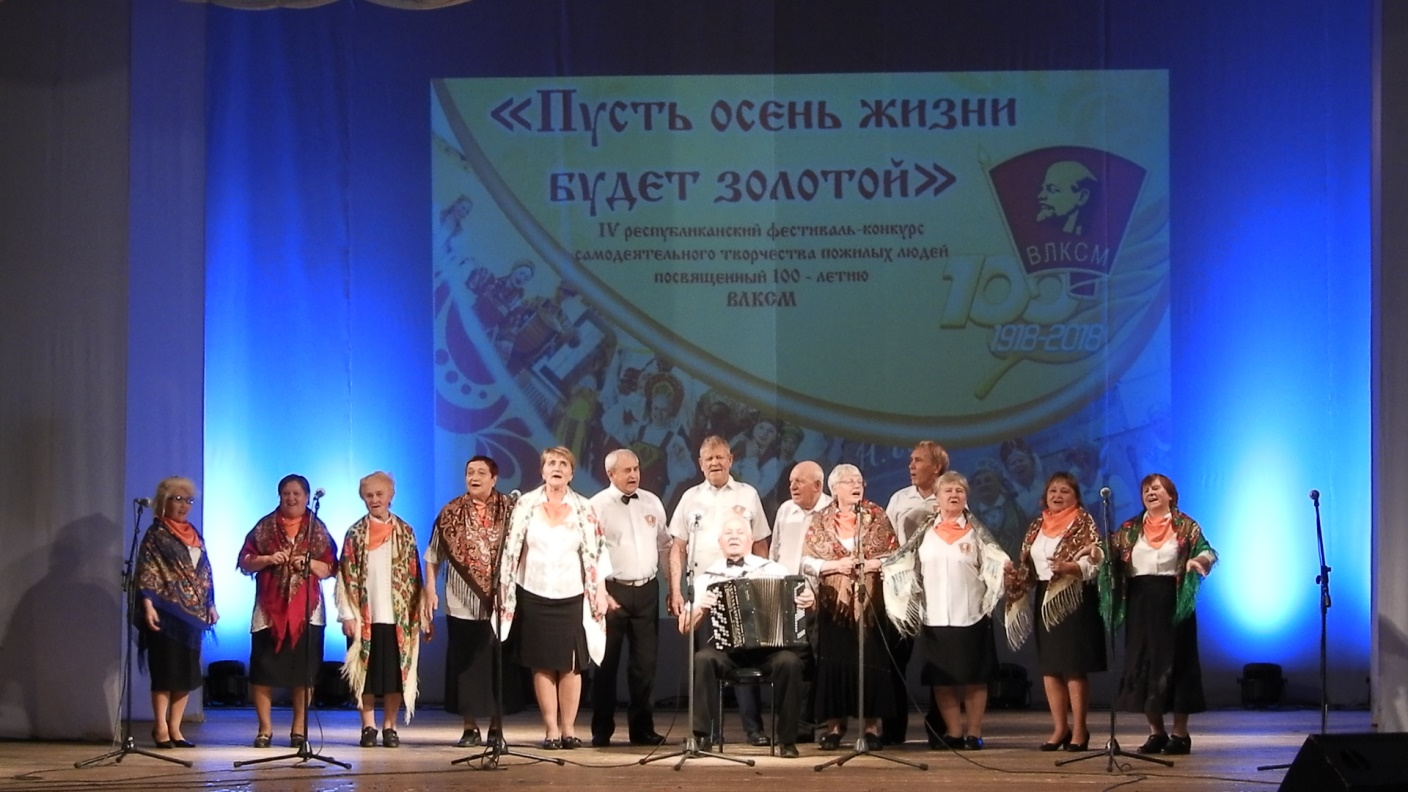 «Пусть осень жизни
будет золотой»
IV республиканский фестиваль-конкурс
самодеятельного творчества пожилых людей
посвященный 100 - летию
ВЛКСМ
ВЛКСМ
100
1918-2018